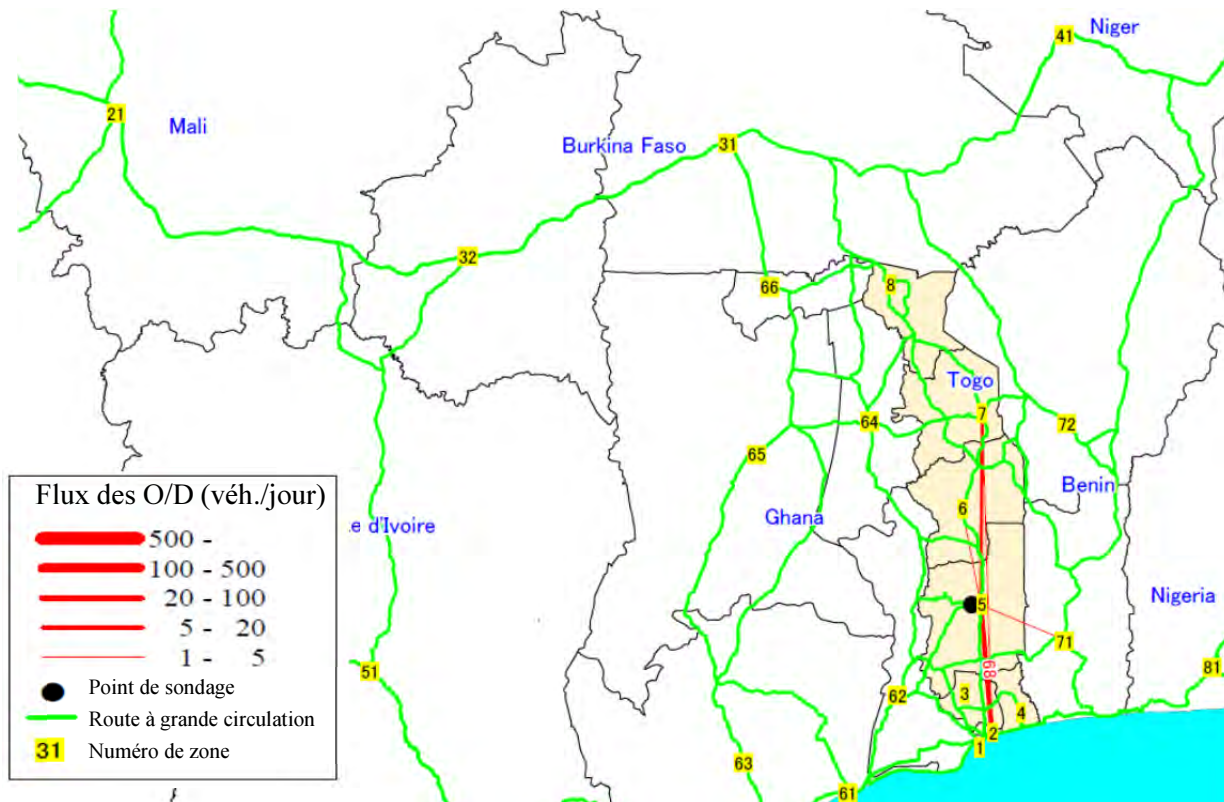 41
Niger
21
Mali
Burkina Faso
31
32
66
8
Togo
7
64
72
65
Benin
Ghana
6
Flux des O/D (véh./jour)
500 -
100 - 500
20 - 100
5 - 20
1 - 5
Point de sondage
Route à grande circulation
31 Numéro de zone
e d'Ivoire
5
Nigeria
71
51
68
81
62
3
4
2
1
63
61